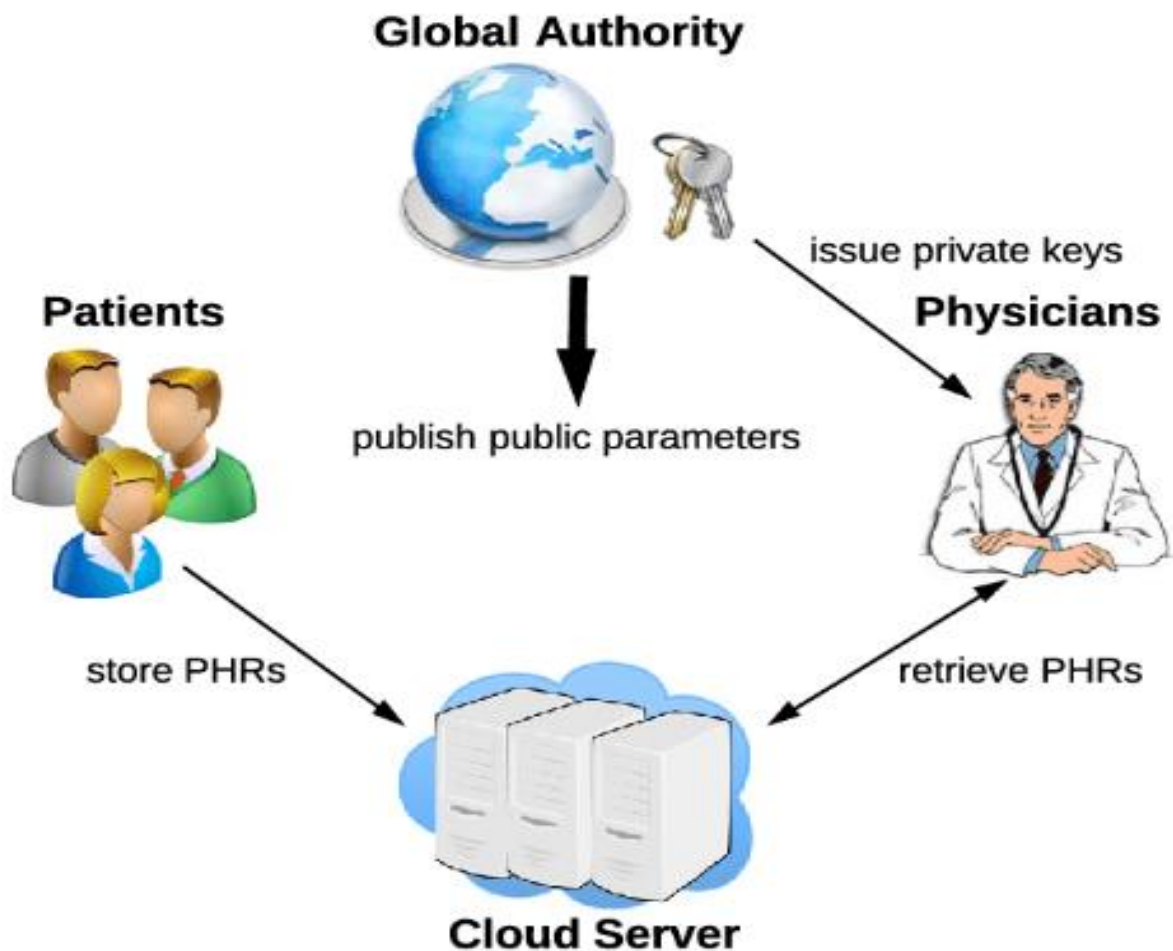 Global Authority
issue private keys
Patients
Physicians
publish public parameters
store PHRs
retrieve PHRs
Cloud Server